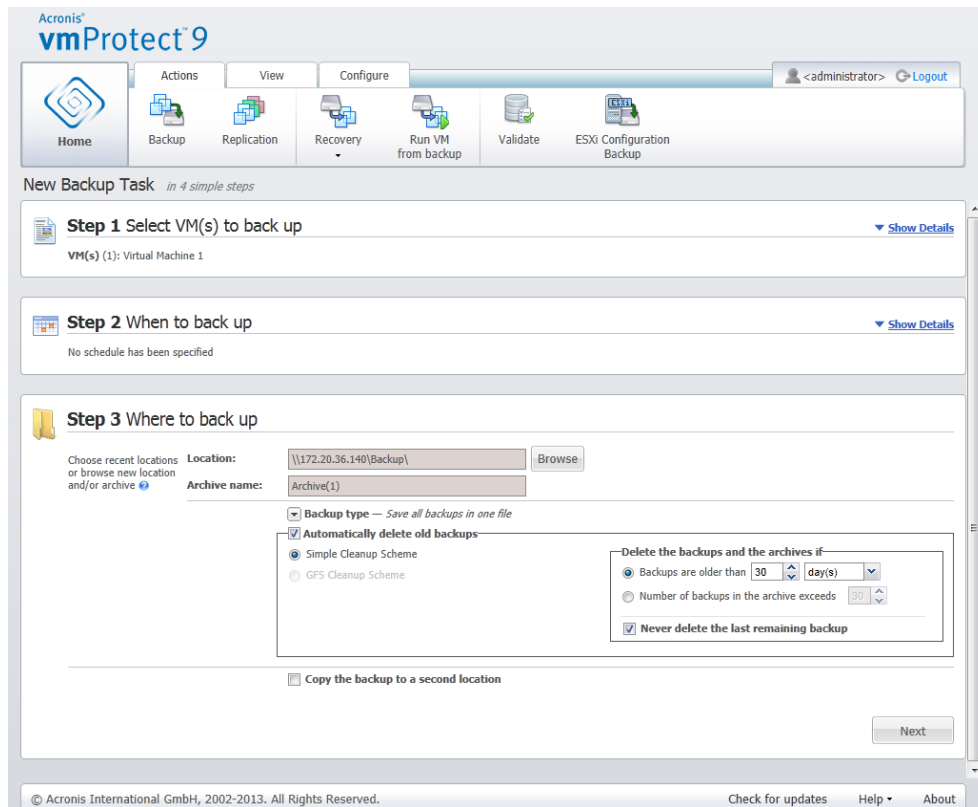 Acronis®
vmProtect™ 9
Actions View Configure
<administrator> Logout
Home
Backup
Replication
Recovery
Run VM
from backup
Validate
ESXi
ESXi Configuration
Backup
New Backup Task in 4 simple steps
Step 1 Select VM(s) to back up
Show Details
VM(s) (1): Virtual Machine 1
Step 2 When to back up
Show Details
No schedule has been specified
Step 3 Where to back up
Choose recent locations
or browse new location
and/or archive ?
Location: \\172.20.36.140\Backup\ Browse
Archive name: Archive(1)
Backup type — Save all backups in one file
Automatically delete old backups
Simple Cleanup Scheme
GFS Cleanup Scheme
Delete the backups and the archives if
Backups are older than 30 day(s)
Number of backups in the archive exceeds 30
Never delete the last remaining backup
Copy the backup to a second location
Next
© Acronis International GmbH, 2002-2013. All Rights Reserved.
Check for updates Help About